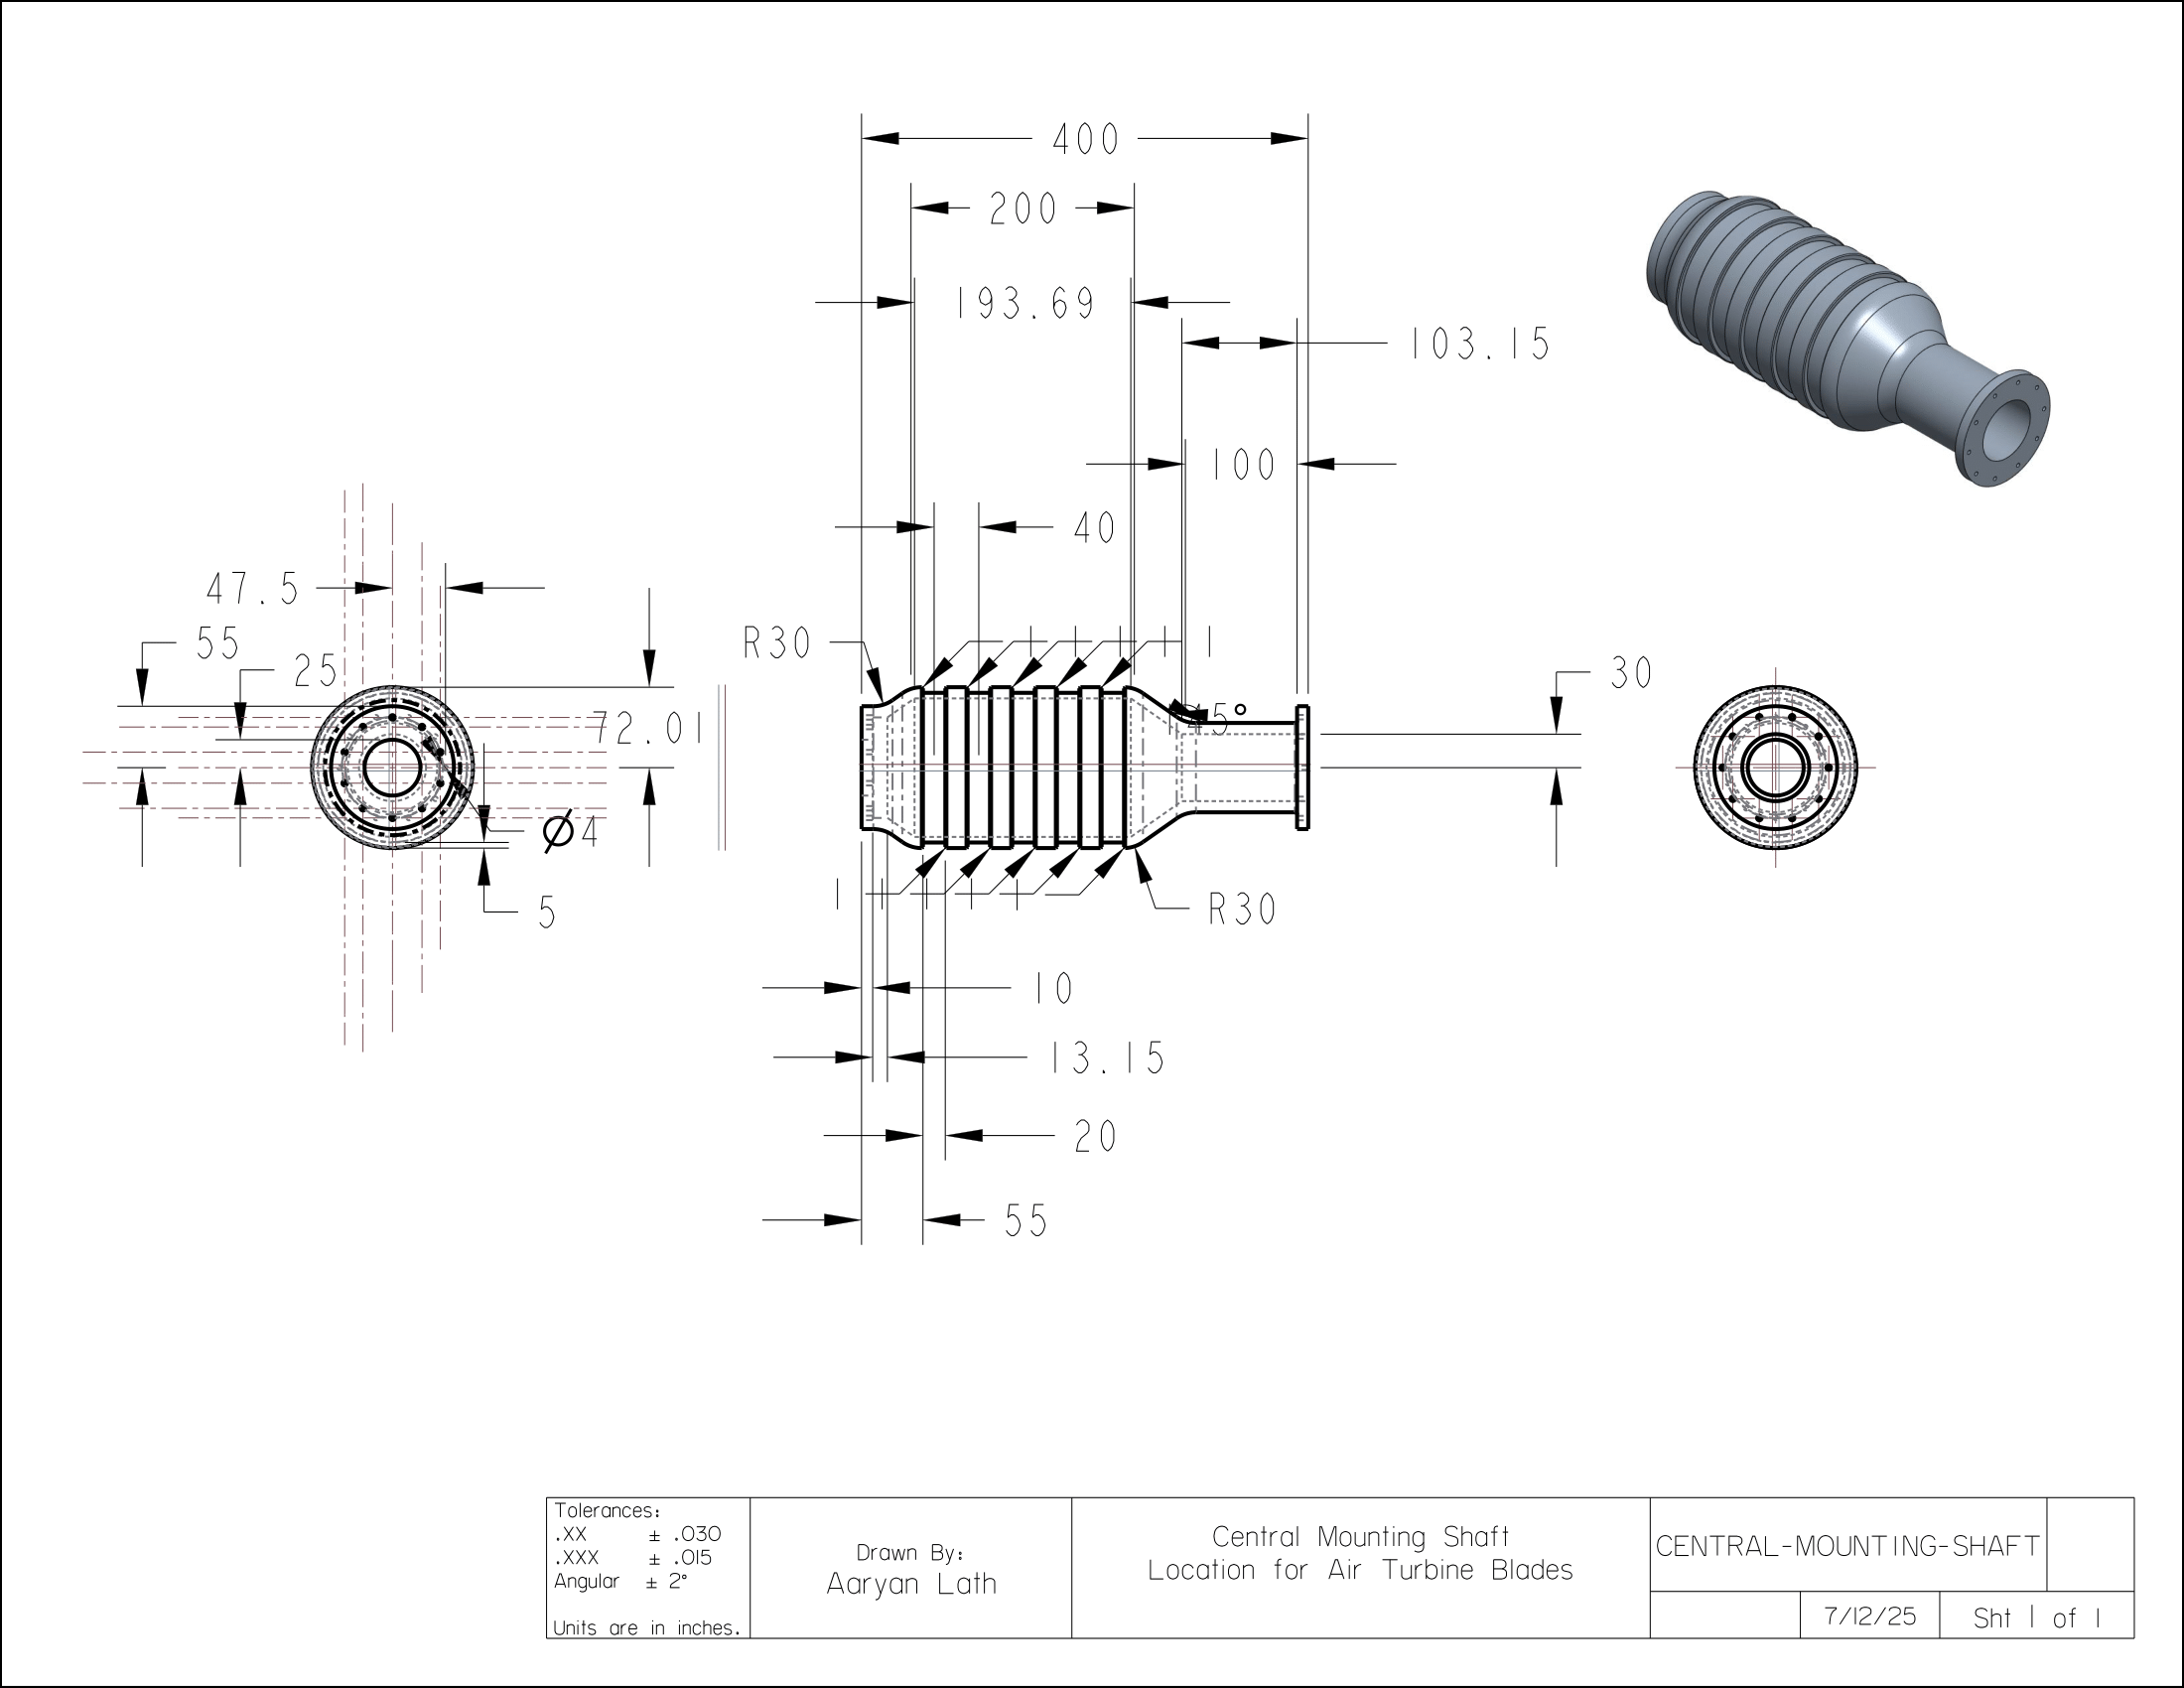 400
200
193.69
103.15
100
40
47.5
55
25
R30
1
30
72.01
45°
Ø4
5
1
R30
10
13.15
20
55
Tolerances:
.XX ± .030
.XXX ± .015
Angular ± 2°
Units are in inches.
Drawn By:
Aaryan Lath
Central Mounting Shaft
Location for Air Turbine Blades
CENTRAL-MOUNTING-SHAFT
7/12/25
Sht 1 of 1